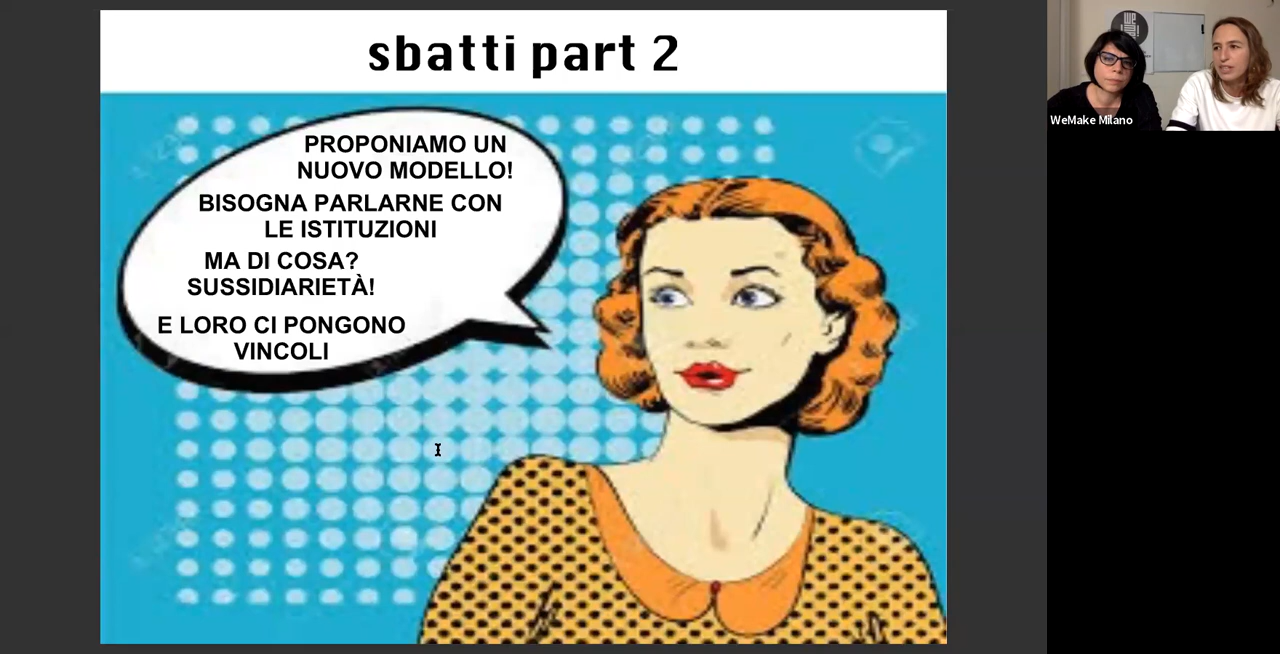 sbatti part 2
PROPONIAMO UN
NUOVO MODELLO!
BISOGNA PARLARNE CON
LE ISTITUZIONI
MA DI COSA?
SUSSIDIARIETÀ!
E LORO CI PONGONO
VINCOLI
WeMake Milano